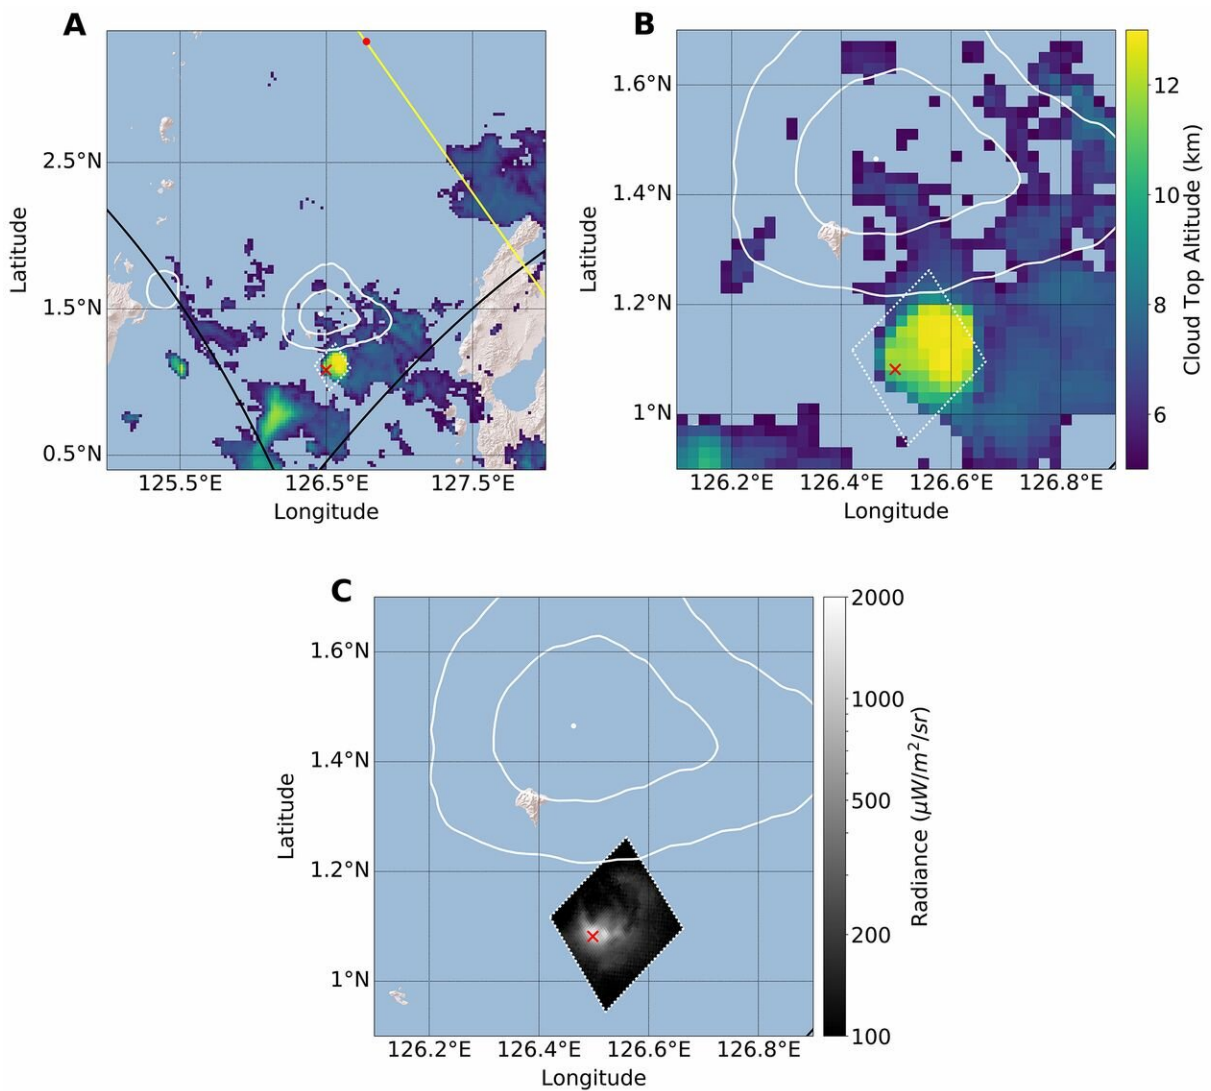 A
2.5°N
1.5°N
0.5°N
Latitude
125.5°E 126.5°E 127.5°E
Longitude
B
1.6°N
1.4°N
1.2°N
1°N
Latitude
126.2°E 126.4°E 126.6°E 126.8°E
Longitude
12
10
8
6
Cloud Top Altitude (km)
C
1.6°N
1.4°N
1.2°N
1°N
Latitude
126.2°E 126.4°E 126.6°E 126.8°E
Longitude
2000
1000
500
200
100
Radiance (μW/m²/sr)